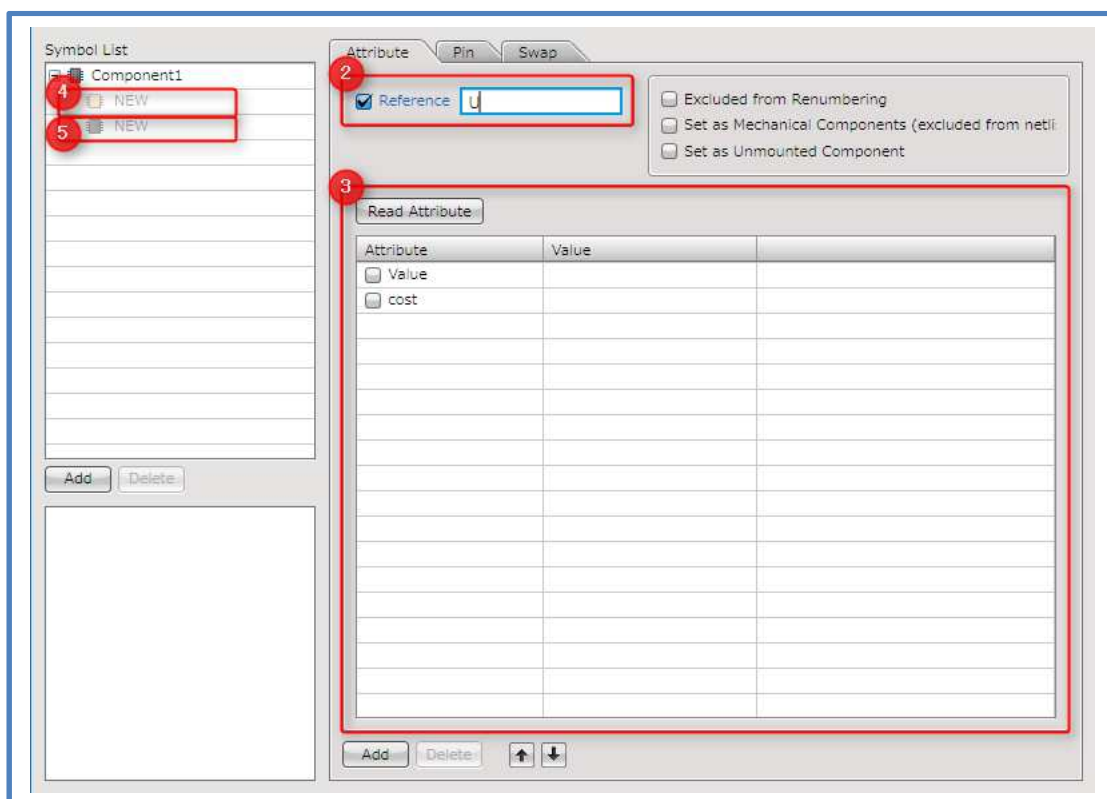 Symbol List
Component1
4
NEW
5
NEW
Add
Delete
Attribute
Pin
Swap
2
Reference
U
Excluded from Renumbering
Set as Mechanical Components (excluded from netli
Set as Unmounted Component
3
Read Attribute
Attribute Value
Value
cost
Add
Delete